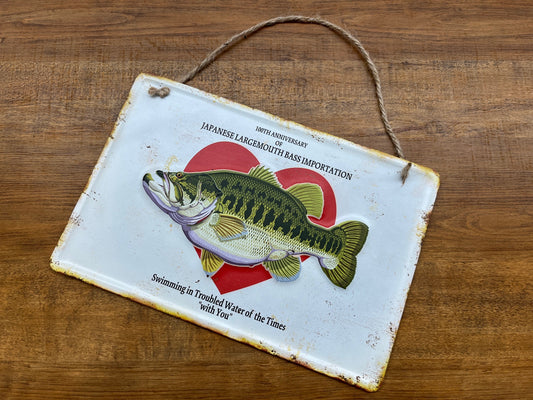 100TH ANNIVERSARY
OF
JAPANESE LARGEMOUTH BASS IMPORTATION
Swimming in Troubled Water of the Times
"with You"